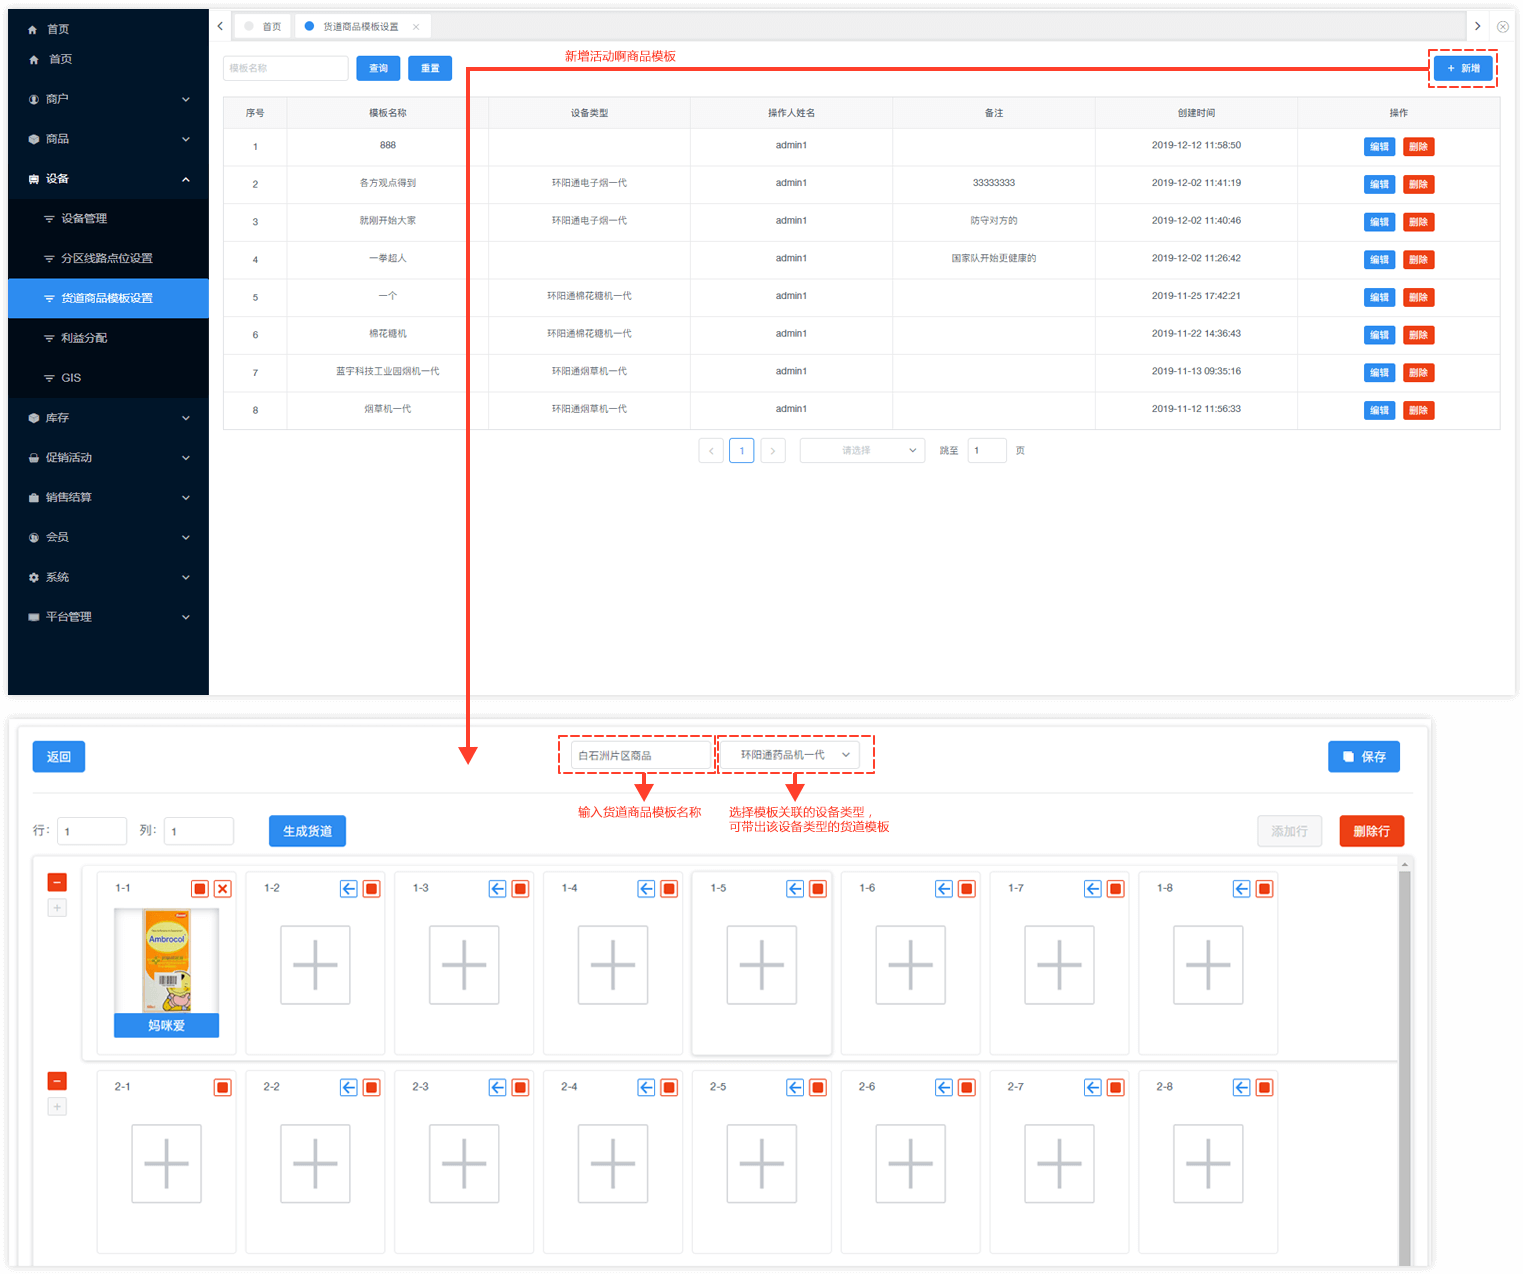 首页
首页
商户
商品
设备
设备管理
分区线路点位设置
货道商品模板设置
利益分配
GIS
库存
促销活动
销售结算
会员
系统
平台管理
首页 货道商品模板设置
模板名称 查询 重置 新增活动啊商品模板 + 新增
序号 模板名称 设备类型 操作人姓名 备注 创建时间 操作
1 888 admin1 2019-12-12 11:58:50 编辑 删除
2 各方观点得到 环阳通电子烟一代 admin1 33333333 2019-12-02 11:41:19 编辑 删除
3 就刚开始大家 环阳通电子烟一代 admin1 防守对方的 2019-12-02 11:40:46 编辑 删除
4 一拳超人 admin1 国家队开始更健康的 2019-12-02 11:26:42 编辑 删除
5 一个 环阳通棉花糖机一代 admin1 2019-11-25 17:42:21 编辑 删除
6 棉花糖机 环阳通棉花糖机一代 admin1 2019-11-22 14:36:43 编辑 删除
7 蓝宇科技工业园烟机一代 环阳通烟草机一代 admin1 2019-11-13 09:35:16 编辑 删除
8 烟草机一代 环阳通烟草机一代 admin1 2019-11-12 11:56:33 编辑 删除
< 1 > 请选择 跳至 1 页
返回 白石洲片区商品 环阳通药品机一代 保存
输入货道商品模板名称 选择模板关联的设备类型，
可带出该设备类型的货道模板
行： 1 列： 1 生成货道 添加行 删除行
1-1 1-2 1-3 1-4 1-5 1-6 1-7 1-8
Ambrocol
妈咪爱
2-1 2-2 2-3 2-4 2-5 2-6 2-7 2-8